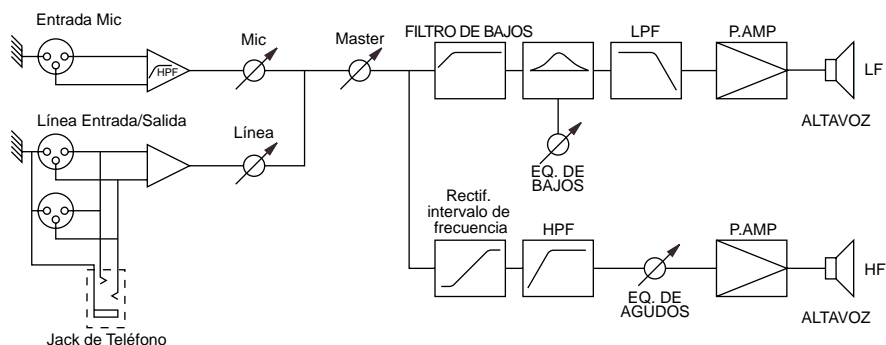 Entrada Mic
HPF
Mic
Master
FILTRO DE BAJOS
LPF
P.AMP
LF
ALTAVOZ
Línea Entrada/Salida
Línea
EQ. DE
BAJOS
Rectif.
intervalo de
frecuencia
HPF
P.AMP
HF
EQ. DE
AGUDOS
ALTAVOZ
Jack de Teléfono